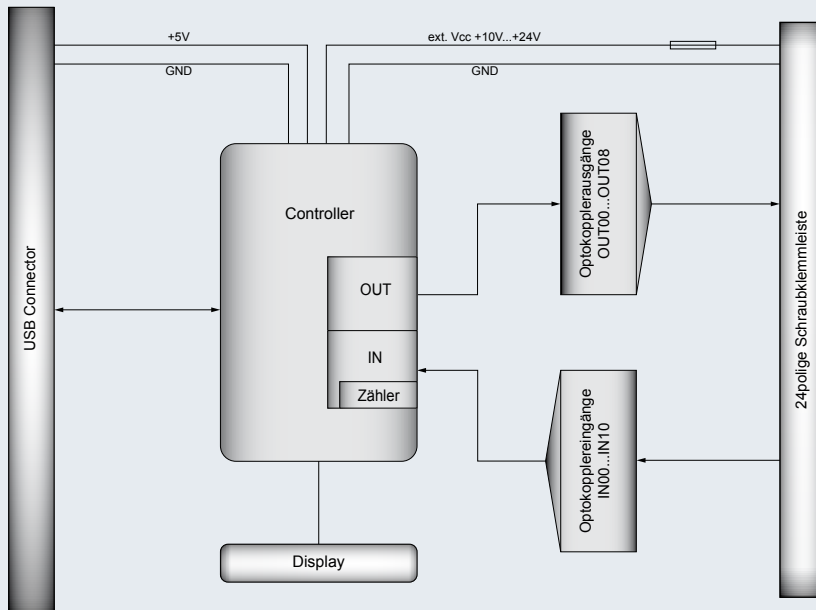 +5V
GND
ext. Vcc +10V...+24V
GND
USB Connector
Controller
OUT
IN
Zähler
Display
Optokopplerausgänge
OUT00...OUT08
Optokopplereingänge
IN00...IN10
24polige Schraubklemmleiste